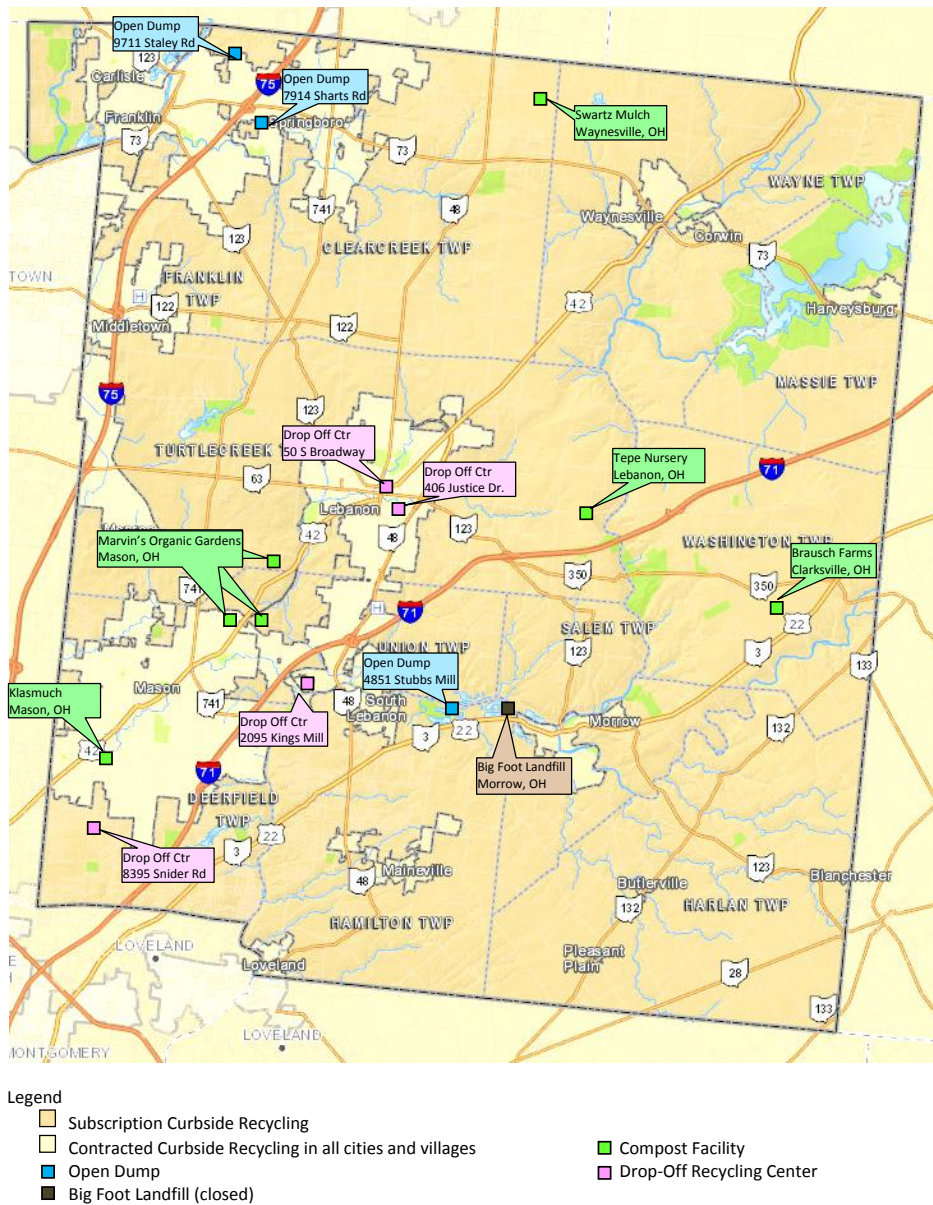 Open Dump
9711 Staley Rd
123
Carlisle
75
Open Dump
7914 Sharts Rd
Franklin
Springboro
73
73
Swartz Mulch
Waynesville, OH
WAYNE TWP
741
48
Waynesville
Corwin
123
CLEARCREEK TWP
73
TOWN
FRANKLIN
TWP
H
42
122
Harveysburg
Middletown
122
MASSIE TWP
75
123
Drop Off Ctr
50 S Broadway
TURTLECREEK
63
Drop Off Ctr
406 Justice Dr.
Tepe Nursery
Lebanon, OH
71
Lebanon
42
48
123
Marvin's Organic Gardens
Mason, OH
WASHINGTON TWP
Brausch Farms
Clarksville, OH
741
350
350
H
71
22
SALEM TWP
UNION TWP
123
3
133
Open Dump
4851 Stubbs Mill
Klasmuch
Mason, OH
Mason
741
Drop Off Ctr
2095 Kings Mill
48
South
Lebanon
Morrow
3
22
132
42
71
Big Foot Landfill
Morrow, OH
DEERFIELD
TWP
22
3
Drop Off Ctr
8395 Snider Rd
48
Maineville
123
Blanchester
Butlerville
132
HARLAN TWP
HAMILTON TWP
LOVELAND
Loveland
Pleasant
Plain
28
133
LOVELAND
MONTGOMERY
Legend
Subscription Curbside Recycling
Contracted Curbside Recycling in all cities and villages
Compost Facility
Open Dump
Drop-Off Recycling Center
Big Foot Landfill (closed)